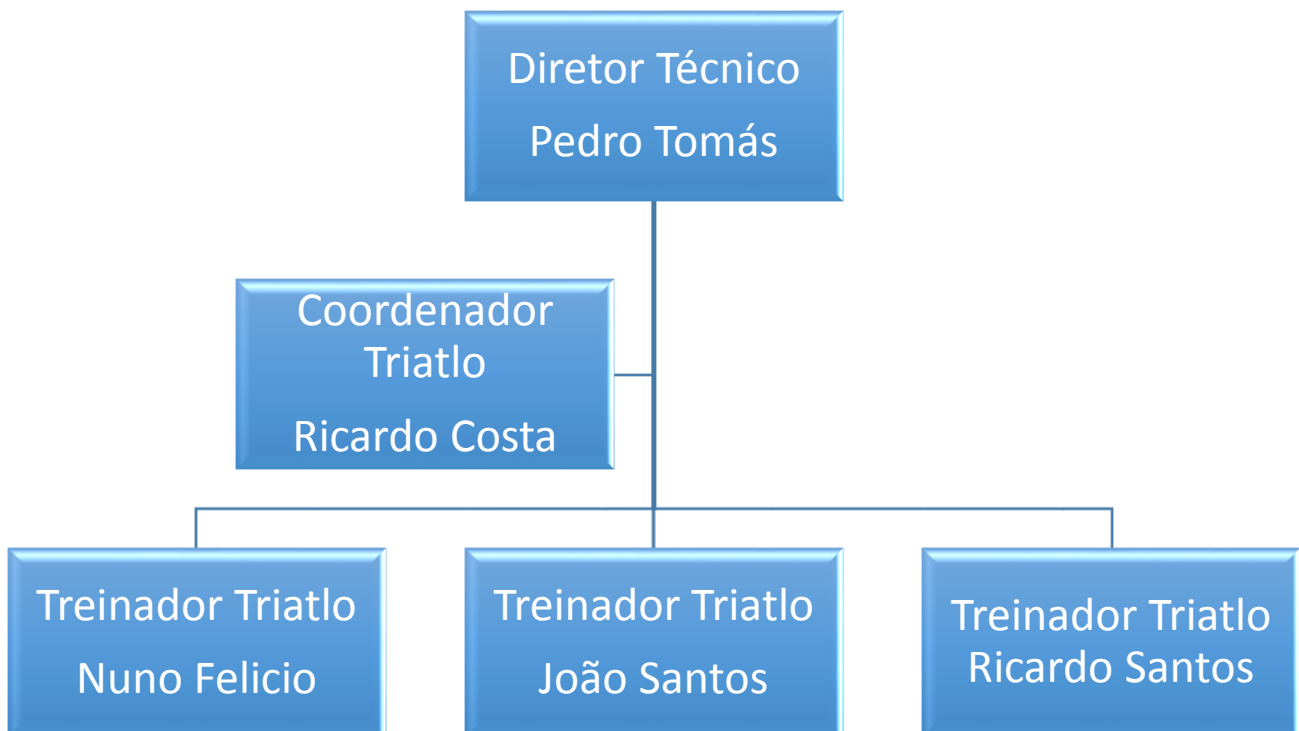 Diretor Técnico
Pedro Tomás
Coordenador
Triatlo
Ricardo Costa
Treinador Triatlo
Nuno Felicio
Treinador Triatlo
João Santos
Treinador Triatlo
Ricardo Santos